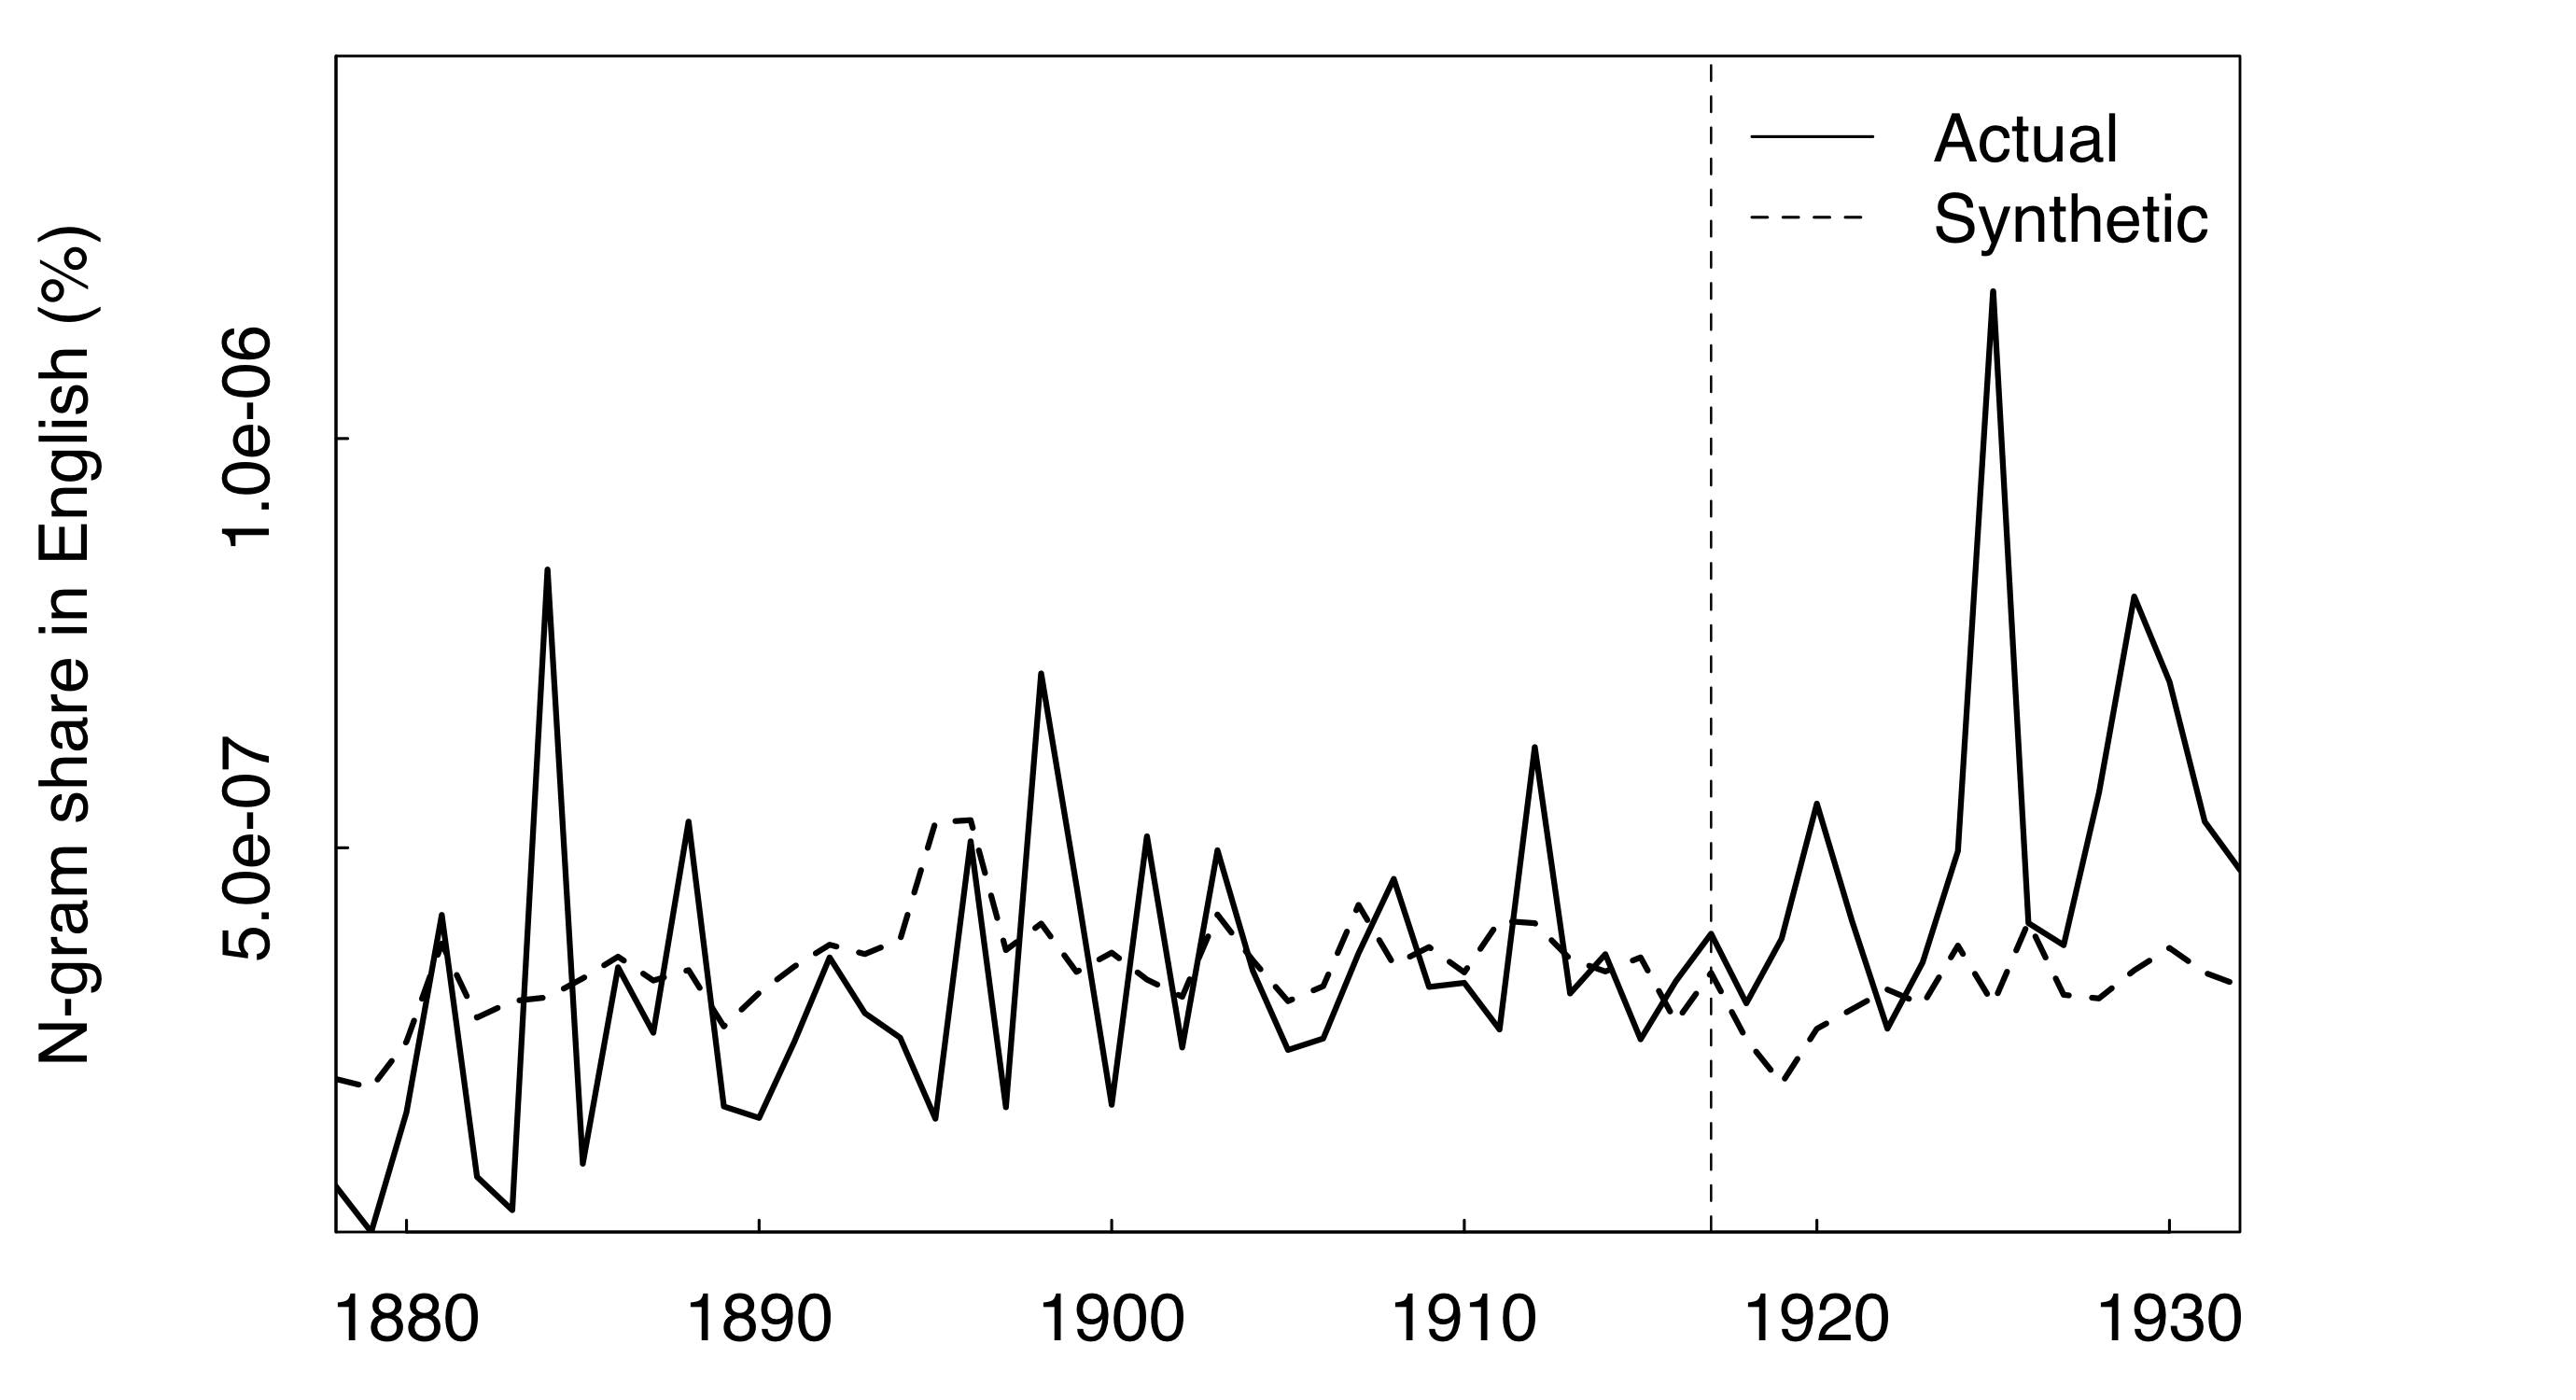 N-gram share in English (%)
1.0e-06
5.0e-07
Actual
Synthetic
1880 1890 1900 1910 1920 1930